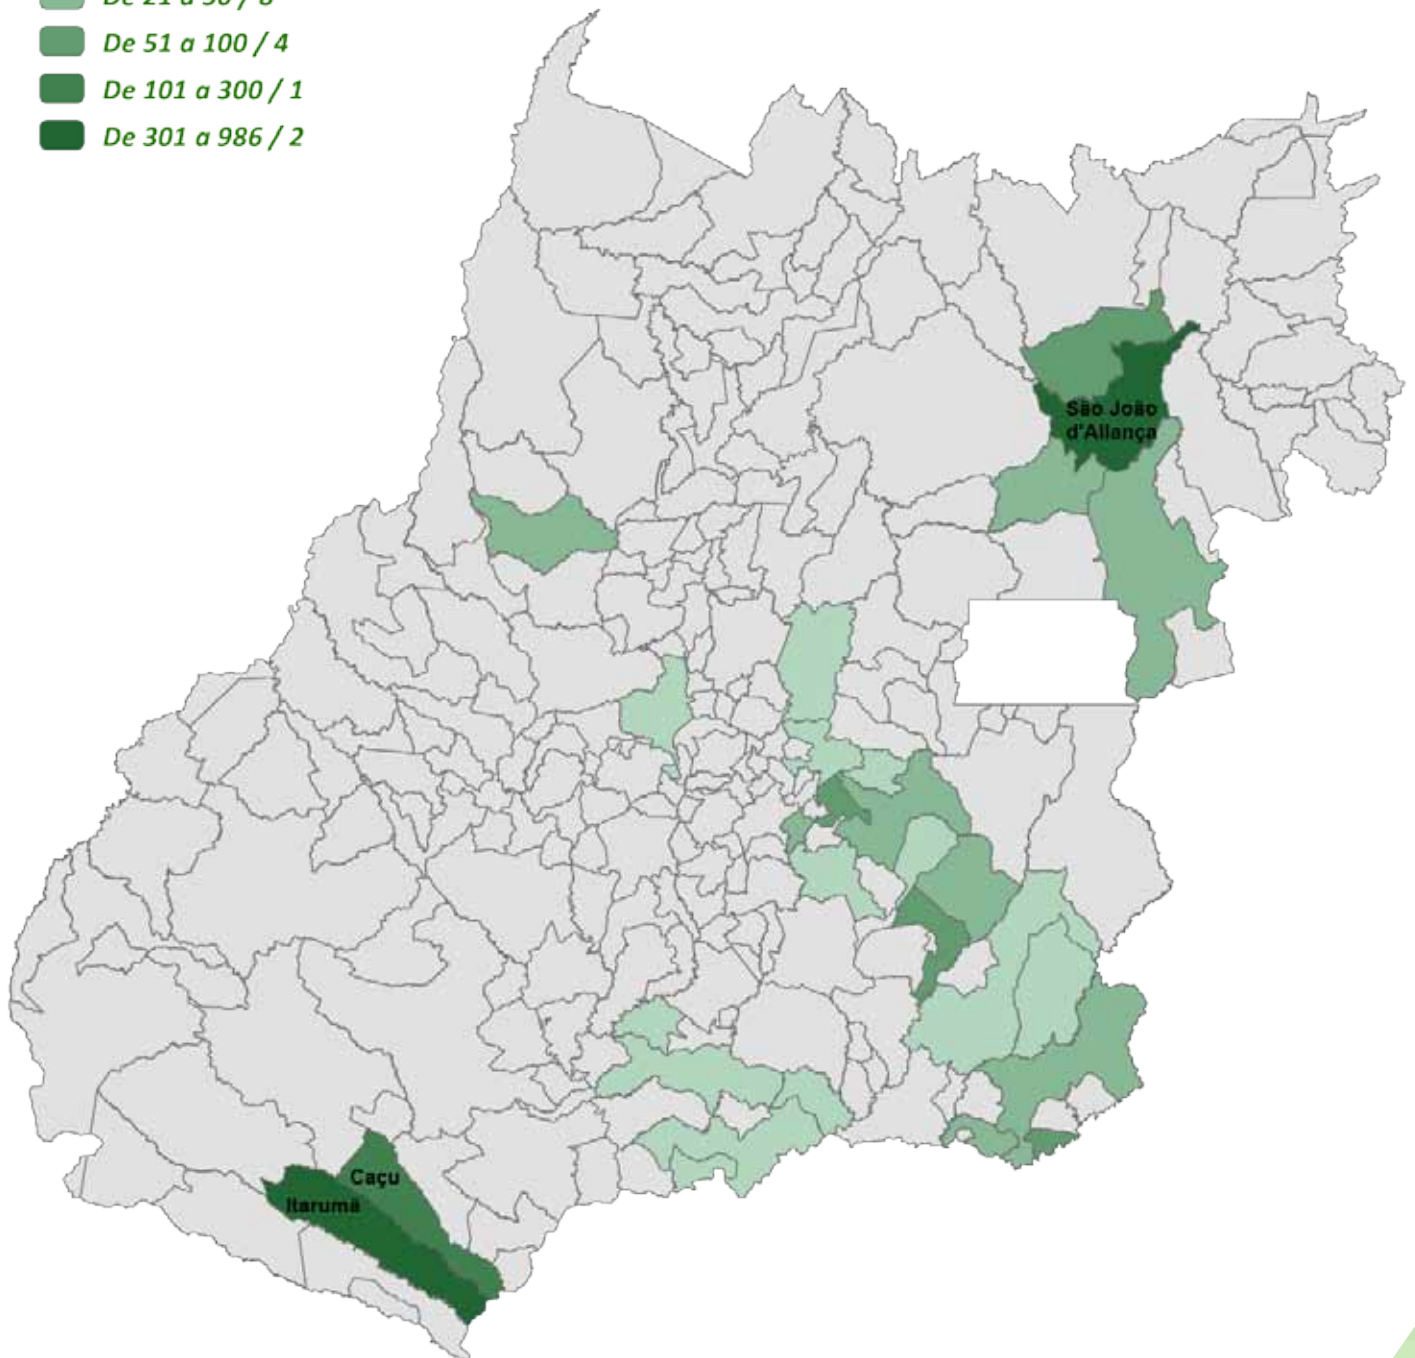 De 51 a 100 / 4
De 101 a 300 / 1
De 301 a 986 / 2
São João
d'Aliança
Caçu
Itarumã